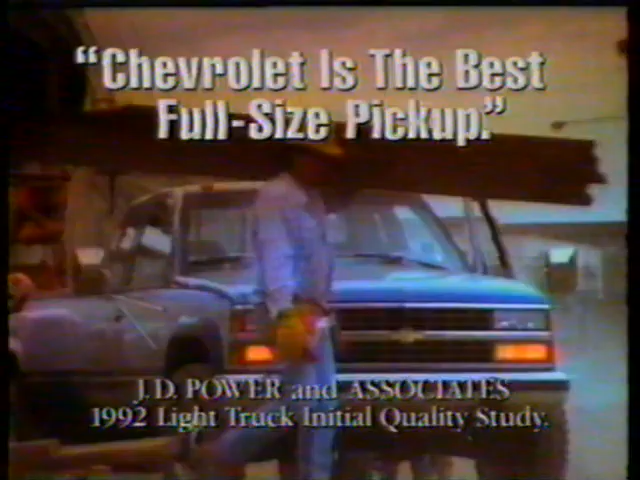 “Chevrolet Is The Best
Full-Size Pickup.”
J.D. POWER and ASSOCIATES
1992 Light Truck Initial Quality Study.